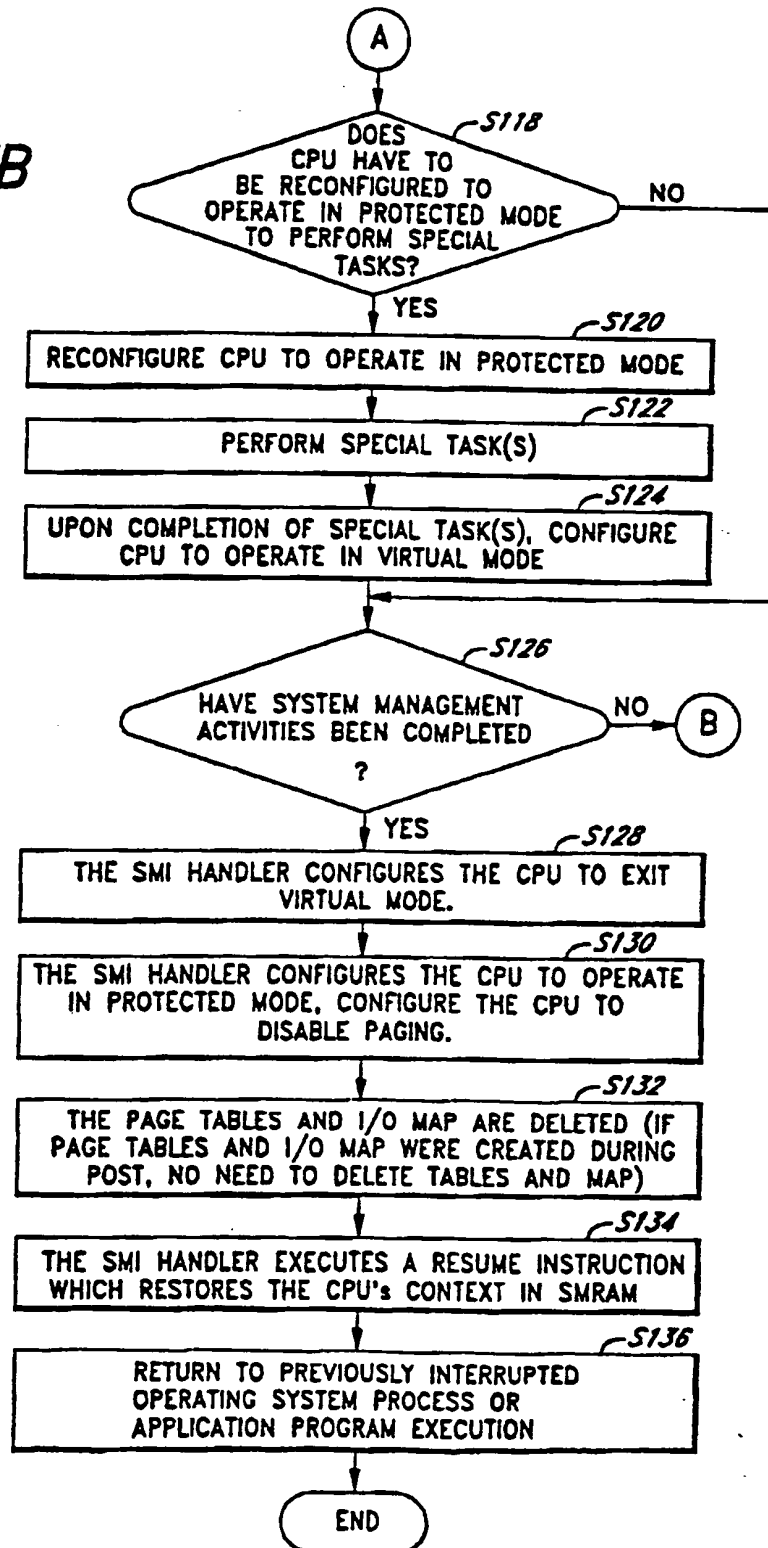 A
S118
DOES
CPU HAVE TO
BE RECONFIGURED TO
OPERATE IN PROTECTED MODE
TO PERFORM SPECIAL
TASKS?
NO
YES
S120
RECONFIGURE CPU TO OPERATE IN PROTECTED MODE
S122
PERFORM SPECIAL TASK(S)
S124
UPON COMPLETION OF SPECIAL TASK(S), CONFIGURE
CPU TO OPERATE IN VIRTUAL MODE
S126
HAVE SYSTEM MANAGEMENT
ACTIVITIES BEEN COMPLETED
?
NO
B
YES
S128
THE SMI HANDLER CONFIGURES THE CPU TO EXIT
VIRTUAL MODE.
S130
THE SMI HANDLER CONFIGURES THE CPU TO OPERATE
IN PROTECTED MODE, CONFIGURE THE CPU TO
DISABLE PAGING.
S132
THE PAGE TABLES AND I/O MAP ARE DELETED (IF
PAGE TABLES AND I/O MAP WERE CREATED DURING
POST, NO NEED TO DELETE TABLES AND MAP)
S134
THE SMI HANDLER EXECUTES A RESUME INSTRUCTION
WHICH RESTORES THE CPU's CONTEXT IN SMRAM
S136
RETURN TO PREVIOUSLY INTERRUPTED
OPERATING SYSTEM PROCESS OR
APPLICATION PROGRAM EXECUTION
END